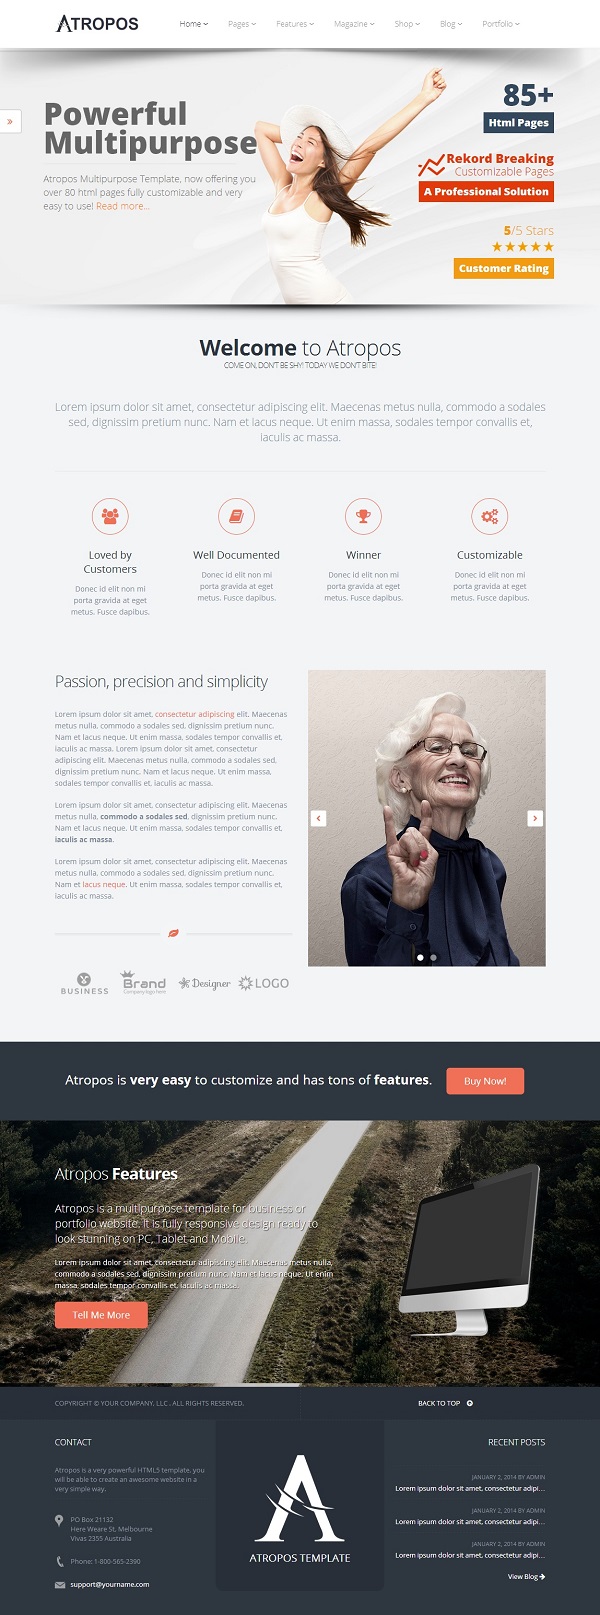 ATROPOS
Home Pages Features Magazine Shop Blog Portfolio
Powerful
Multipurpose
Atropos Multipurpose Template, now offering you
over 80 html pages fully customizable and very
easy to use! Read more...
85+
Html Pages
Rekord Breaking
Customizable Pages
A Professional Solution
5/5 Stars
Customer Rating
Welcome to Atropos
COME ON, DON'T BE SHY! TODAY WE DON'T BITE!
Lorem ipsum dolor sit amet, consectetur adipiscing elit. Maecenas metus nulla, commodo a sodales
sed, dignissim pretium nunc. Nam et lacus neque. Ut enim massa, sodales tempor convallis et,
iaculis ac massa.
Loved by
Customers
Donec id elit non mi
porta gravida at eget
metus. Fusce dapibus.
Well Documented
Donec id elit non mi
porta gravida at eget
metus. Fusce dapibus.
Winner
Donec id elit non mi
porta gravida at eget
metus. Fusce dapibus.
Customizable
Donec id elit non mi
porta gravida at eget
metus. Fusce dapibus.
Passion, precision and simplicity
Lorem ipsum dolor sit amet, consectetur adipiscing elit. Maecenas
metus nulla, commodo a sodales sed, dignissim pretium nunc.
Nam et lacus neque. Ut enim massa, sodales tempor convallis et,
iaculis ac massa. Lorem ipsum dolor sit amet, consectetur
adipiscing elit. Maecenas metus nulla, commodo a sodales sed,
dignissim pretium nunc. Nam et lacus neque. Ut enim massa,
sodales tempor convallis et, iaculis ac massa.
Lorem ipsum dolor sit amet, consectetur adipiscing elit. Maecenas
metus nulla, commodo a sodales sed, dignissim pretium nunc.
Nam et lacus neque. Ut enim massa, sodales tempor convallis et,
iaculis ac massa.
Lorem ipsum dolor sit amet, consectetur adipiscing elit. Maecenas
metus nulla, commodo a sodales sed, dignissim pretium nunc.
Nam et lacus neque. Ut enim massa, sodales tempor convallis et,
iaculis ac massa.
BUSINESS
Brand
Company logo here
Designer
LOGO
Atropos is very easy to customize and has tons of features.
Buy Now!
Atropos Features
Atropos is a multipurpose template for business or
portfolio website. It is fully responsive design ready to
look stunning on PC, Tablet and Mobile.
Lorem ipsum dolor sit amet, consectetur adipiscing elit. Maecenas metus nulla,
commodo a sodales sed, dignissim pretium nunc. Nam et lacus neque. Ut enim
massa, sodales tempor convallis et, iaculis ac massa.
Tell Me More
COPYRIGHT © YOUR COMPANY, LLC . ALL RIGHTS RESERVED.
BACK TO TOP
CONTACT
Atropos is a very powerful HTML5 template, you
will be able to create an awesome website in a
very simple way.
PO Box 21132
Here Weare St, Melbourne
Vivas 2355 Australia
Phone: 1-800-565-2390
support@yourname.com
A
ATROPOS TEMPLATE
RECENT POSTS
JANUARY 2, 2014 BY ADMIN
Lorem ipsum dolor sit amet, consectetur adipi...
JANUARY 2, 2014 BY ADMIN
Lorem ipsum dolor sit amet, consectetur adipi...
JANUARY 2, 2014 BY ADMIN
Lorem ipsum dolor sit amet, consectetur adipi...
View Blog